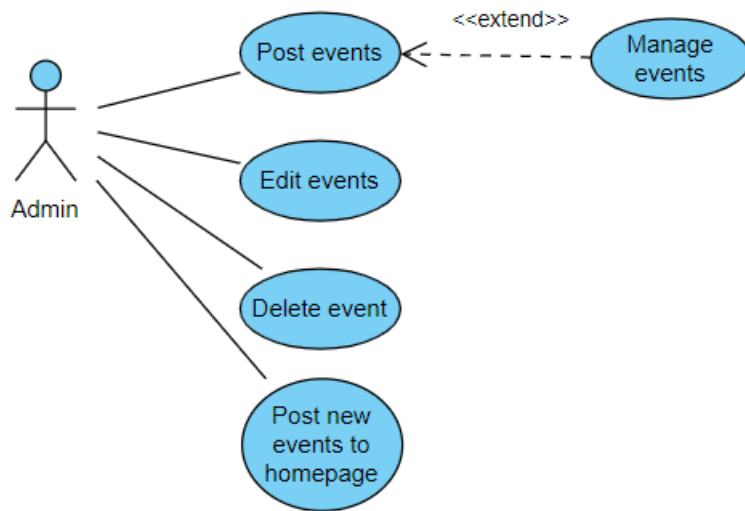 <<extend>>
Post events
Manage
events
Edit events
Admin
Delete event
Post new
events to
homepage